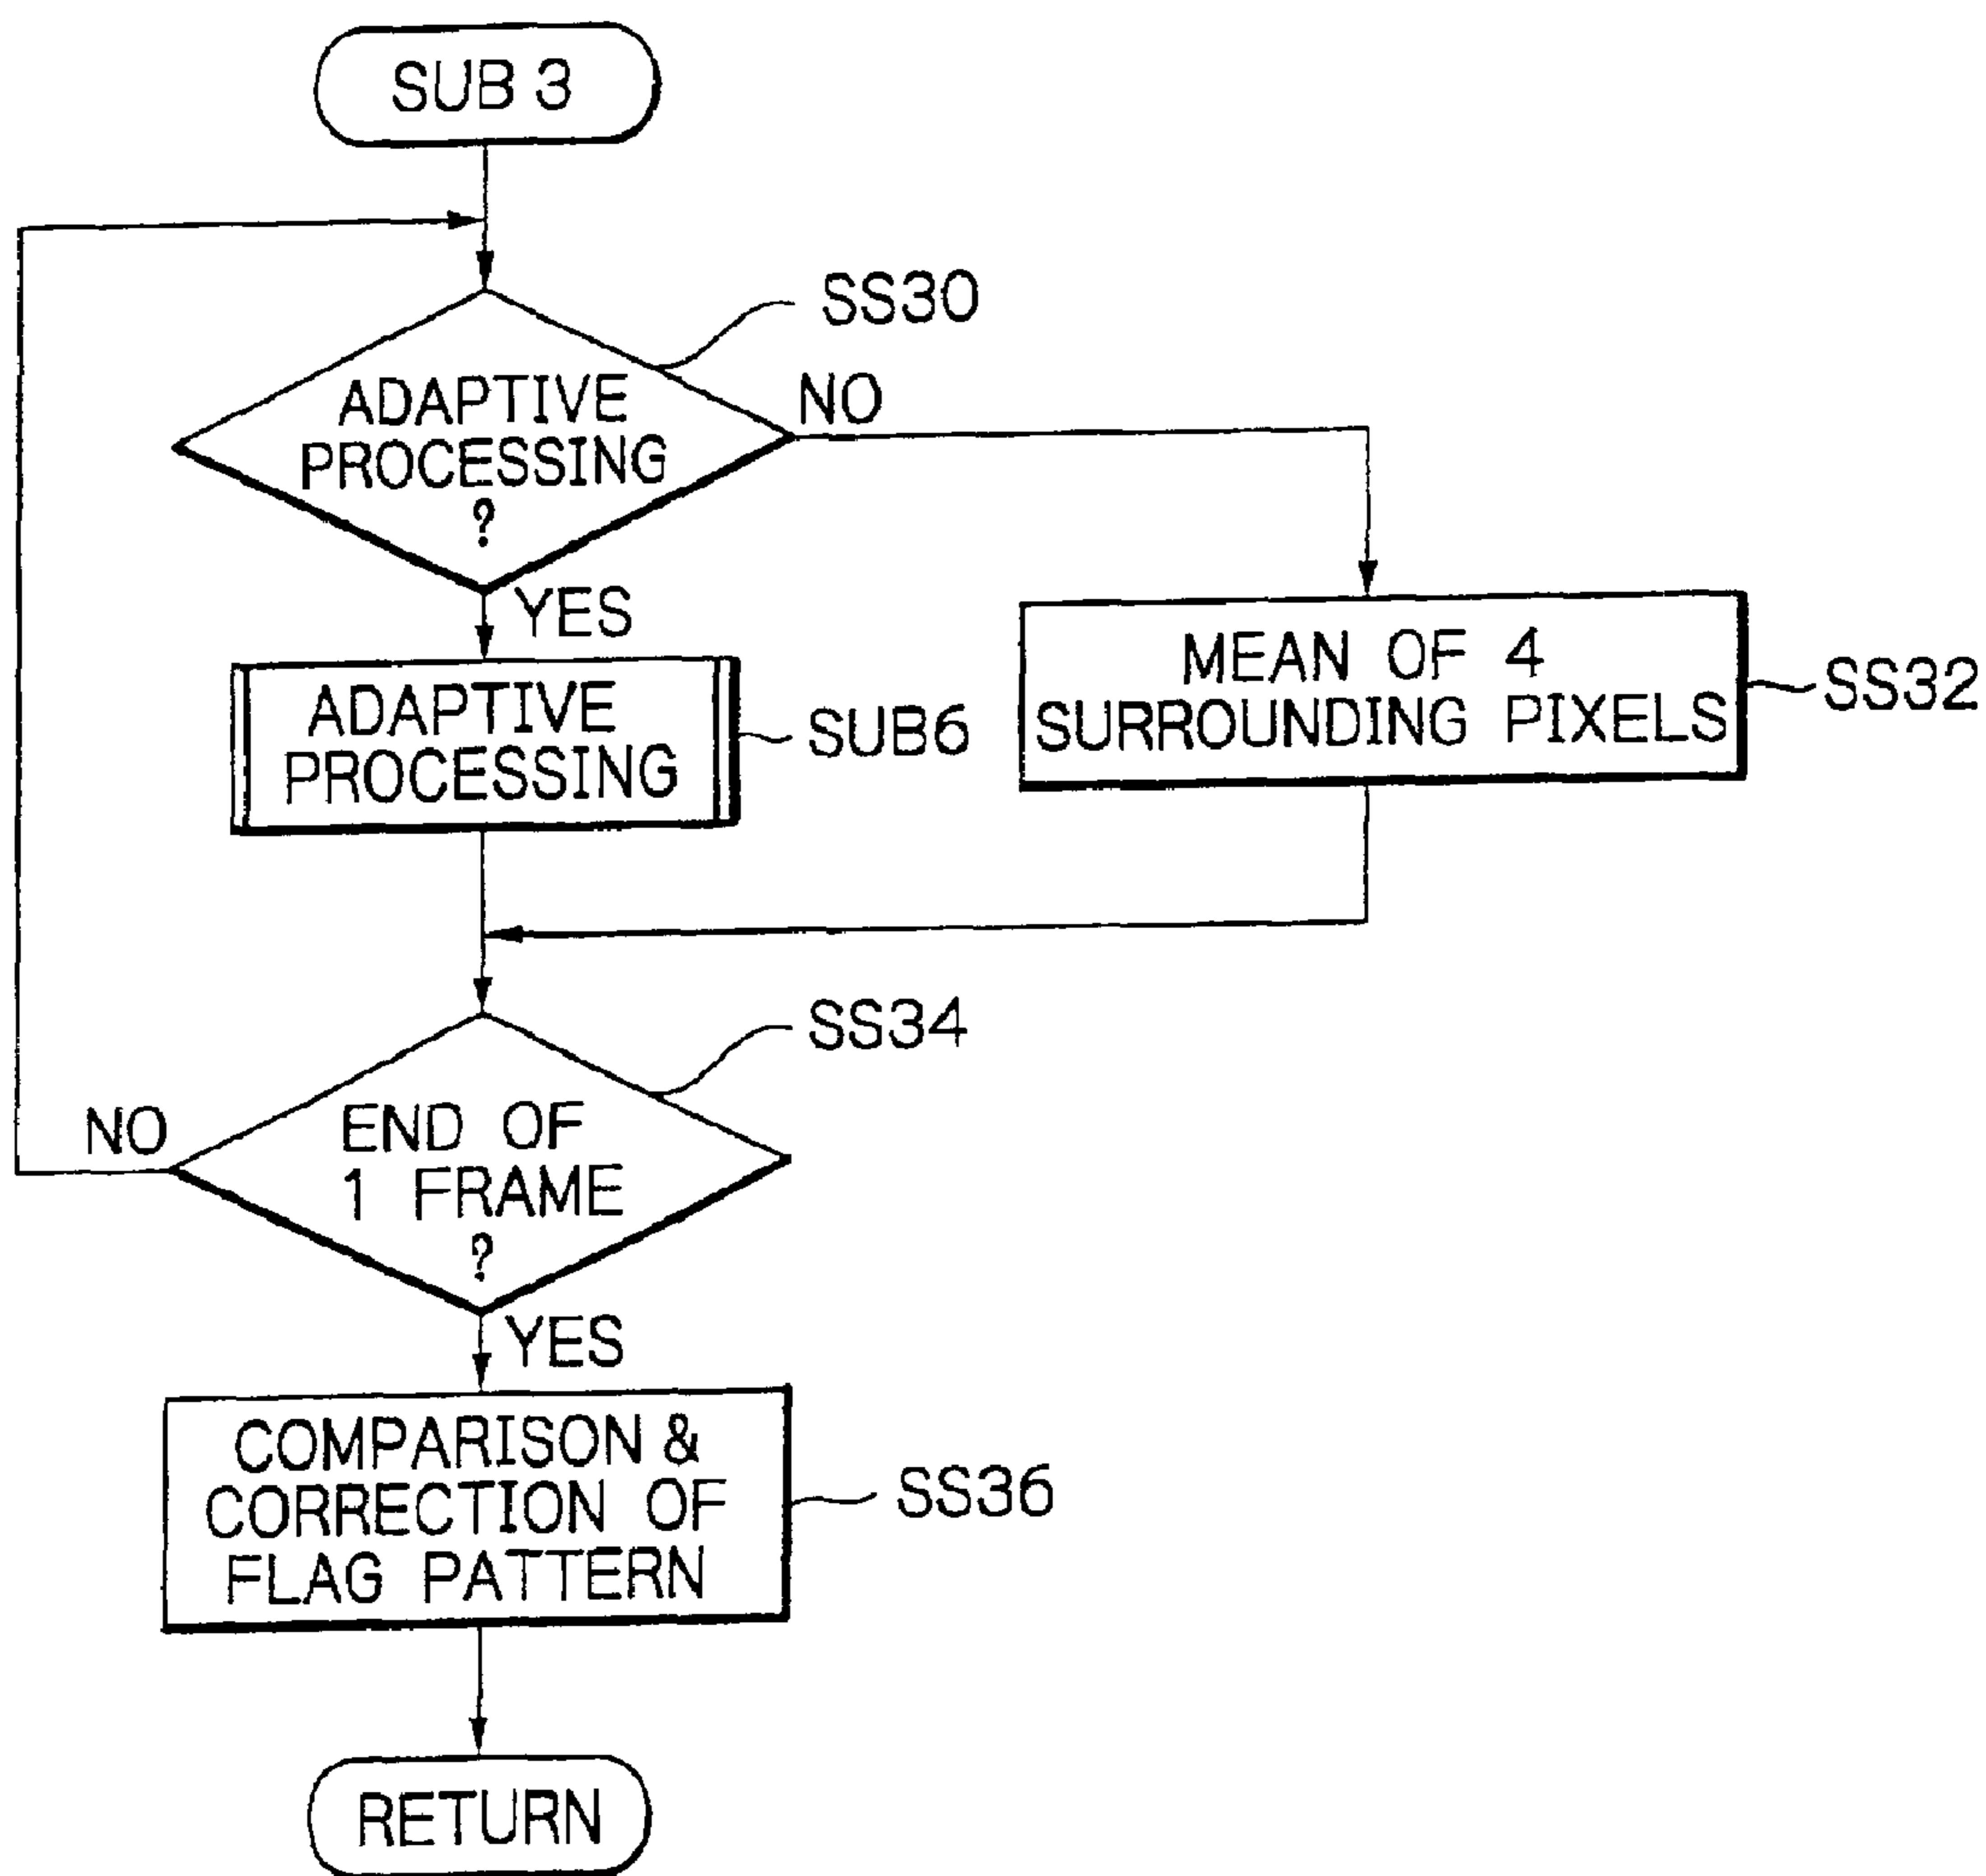 SUB 3
SS30
ADAPTIVE
PROCESSING
?
NO
YES
ADAPTIVE
PROCESSING
SUB6
MEAN OF 4
SURROUNDING PIXELS
SS32
SS34
END OF
1 FRAME
?
NO
YES
COMPARISON &
CORRECTION OF
FLAG PATTERN
SS36
RETURN